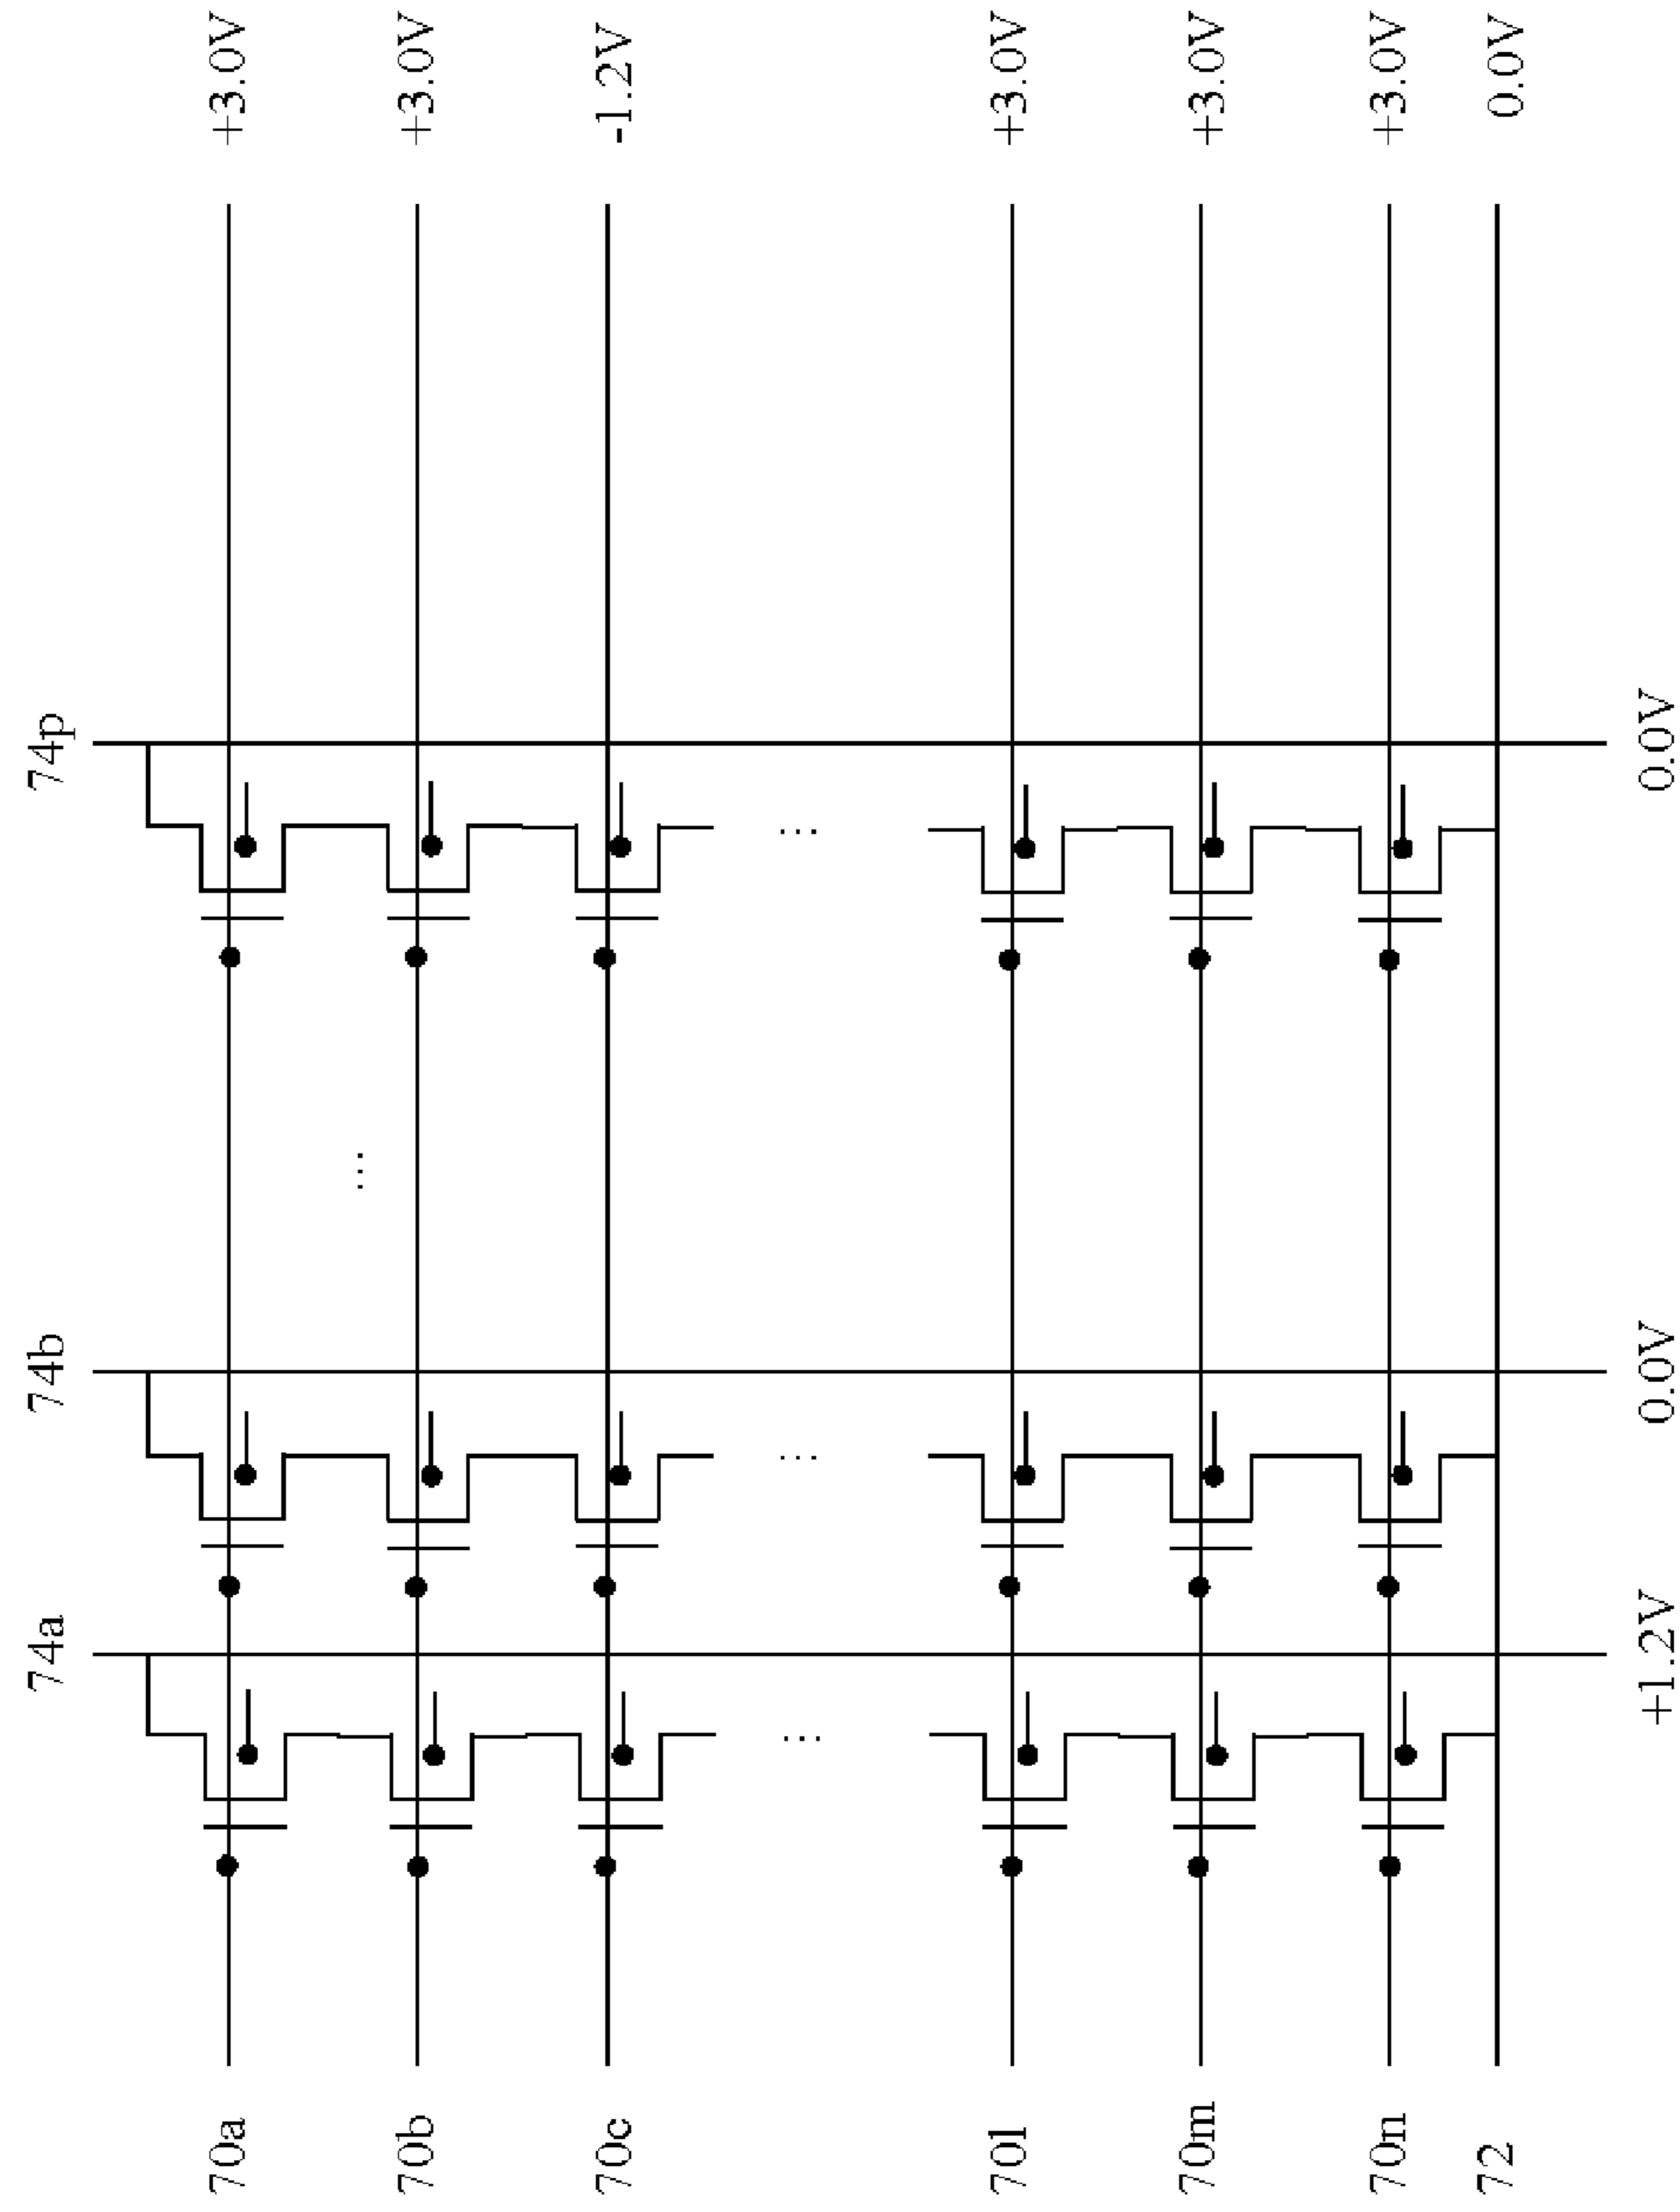 74a 74b 74p
70a +3.0V
...
70b +3.0V
70c -1.2V
... ... ...
70l +3.0V
70m +3.0V
70n +3.0V
72 0.0V
+1.2V 0.0V 0.0V